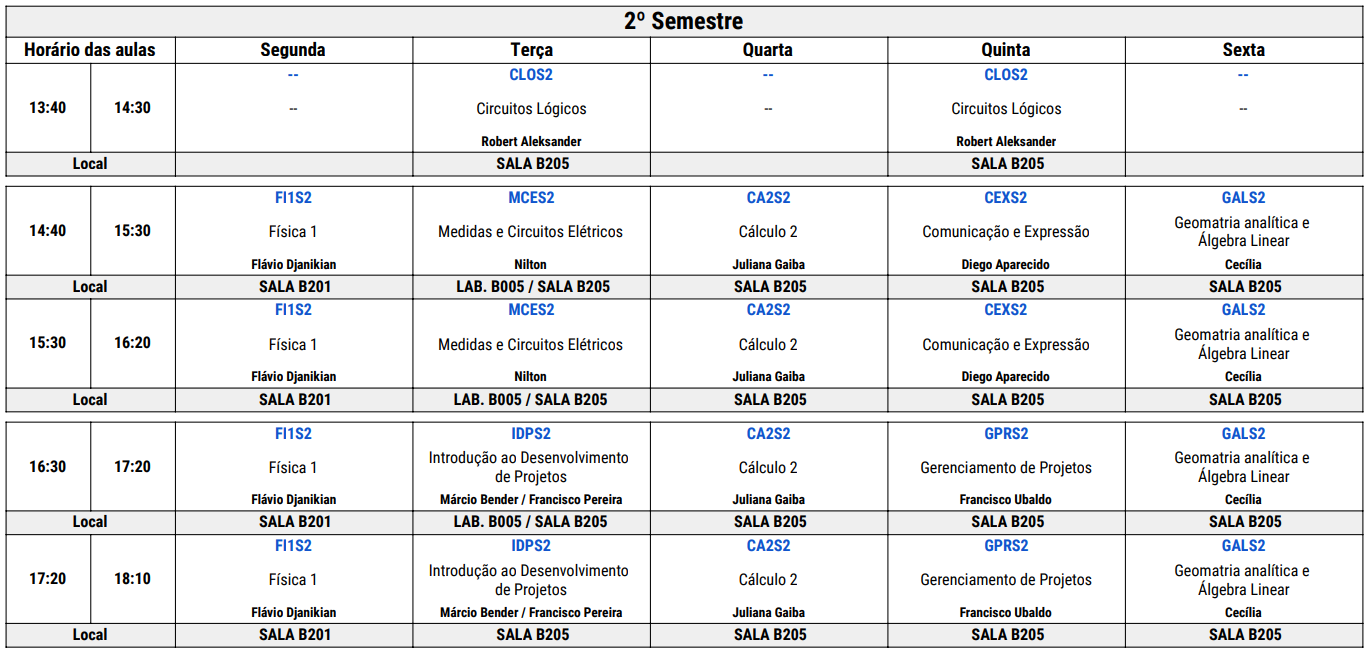 2º Semestre
Horário das aulas Segunda Terça Quarta Quinta Sexta
-- CLOS2 -- CLOS2 --
13:40 14:30 -- Circuitos Lógicos -- Circuitos Lógicos --
Robert Aleksander Robert Aleksander
Local SALA B205 SALA B205
FI1S2 MCES2 CA2S2 CEXS2 GALS2
14:40 15:30 Física 1 Medidas e Circuitos Elétricos Cálculo 2 Comunicação e Expressão Geomatria analítica e
Álgebra Linear
Flávio Djanikian Nilton Juliana Gaiba Diego Aparecido Cecília
Local SALA B201 LAB. B005 / SALA B205 SALA B205 SALA B205 SALA B205
FI1S2 MCES2 CA2S2 CEXS2 GALS2
15:30 16:20 Física 1 Medidas e Circuitos Elétricos Cálculo 2 Comunicação e Expressão Geomatria analítica e
Álgebra Linear
Flávio Djanikian Nilton Juliana Gaiba Diego Aparecido Cecília
Local SALA B201 LAB. B005 / SALA B205 SALA B205 SALA B205 SALA B205
FI1S2 IDPS2 CA2S2 GPRS2 GALS2
16:30 17:20 Física 1 Introdução ao Desenvolvimento Cálculo 2 Gerenciamento de Projetos Geomatria analítica e
de Projetos Álgebra Linear
Flávio Djanikian Márcio Bender / Francisco Pereira Juliana Gaiba Francisco Ubaldo Cecília
Local SALA B201 LAB. B005 / SALA B205 SALA B205 SALA B205 SALA B205
FI1S2 IDPS2 CA2S2 GPRS2 GALS2
17:20 18:10 Física 1 Introdução ao Desenvolvimento Cálculo 2 Gerenciamento de Projetos Geomatria analítica e
de Projetos Álgebra Linear
Flávio Djanikian Márcio Bender / Francisco Pereira Juliana Gaiba Francisco Ubaldo Cecília
Local SALA B201 SALA B205 SALA B205 SALA B205 SALA B205